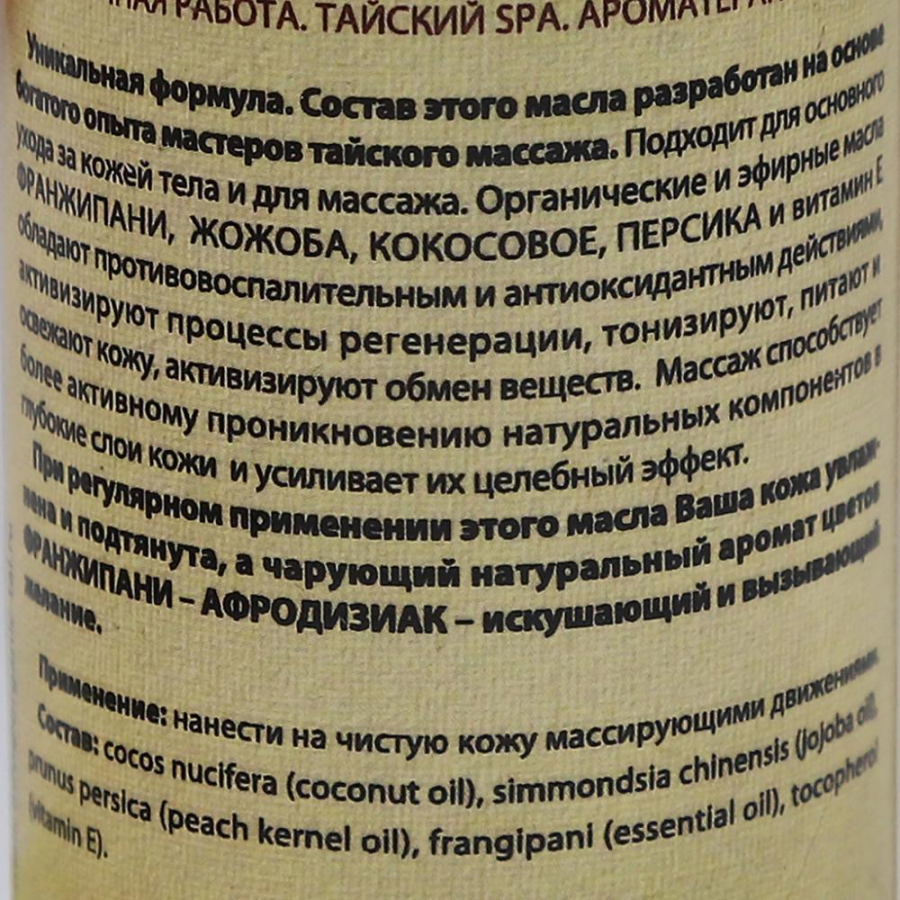 РАБОТА. ТАЙСКИЙ SPA.
Уникальная формула. Состав этого масла разработан на основе
богатого опыта мастеров тайского массажа. Подходит для основного
ухода за кожей тела и для массажа. Органические и эфирные масла
ФРАНЖИПАНИ, ЖОЖОБА, КОКОСОВОЕ, ПЕРСИКА и витамин Е
обладают противовоспалительным и антиоксидантным действиями,
активизируют процессы регенерации, тонизируют, питают и
освежают кожу, активизируют обмен веществ. Массаж способствует
более активному проникновению натуральных компонентов в
глубокие слои кожи и усиливает их целебный эффект.
При регулярном применении этого масла Ваша кожа увлаж-
нена и подтянута, а чарующий натуральный аромат цветов
ФРАНЖИПАНИ – АФРОДИЗИАК – искушающий и вызывающий
желание.
Применение: нанести на чистую кожу массирующими движениями.
Состав: cocos nucifera (coconut oil), simmondsia chinensis (jojoba oil),
prunus persica (peach kernel oil), frangipani (essential oil), tocopherol
(vitamin E).